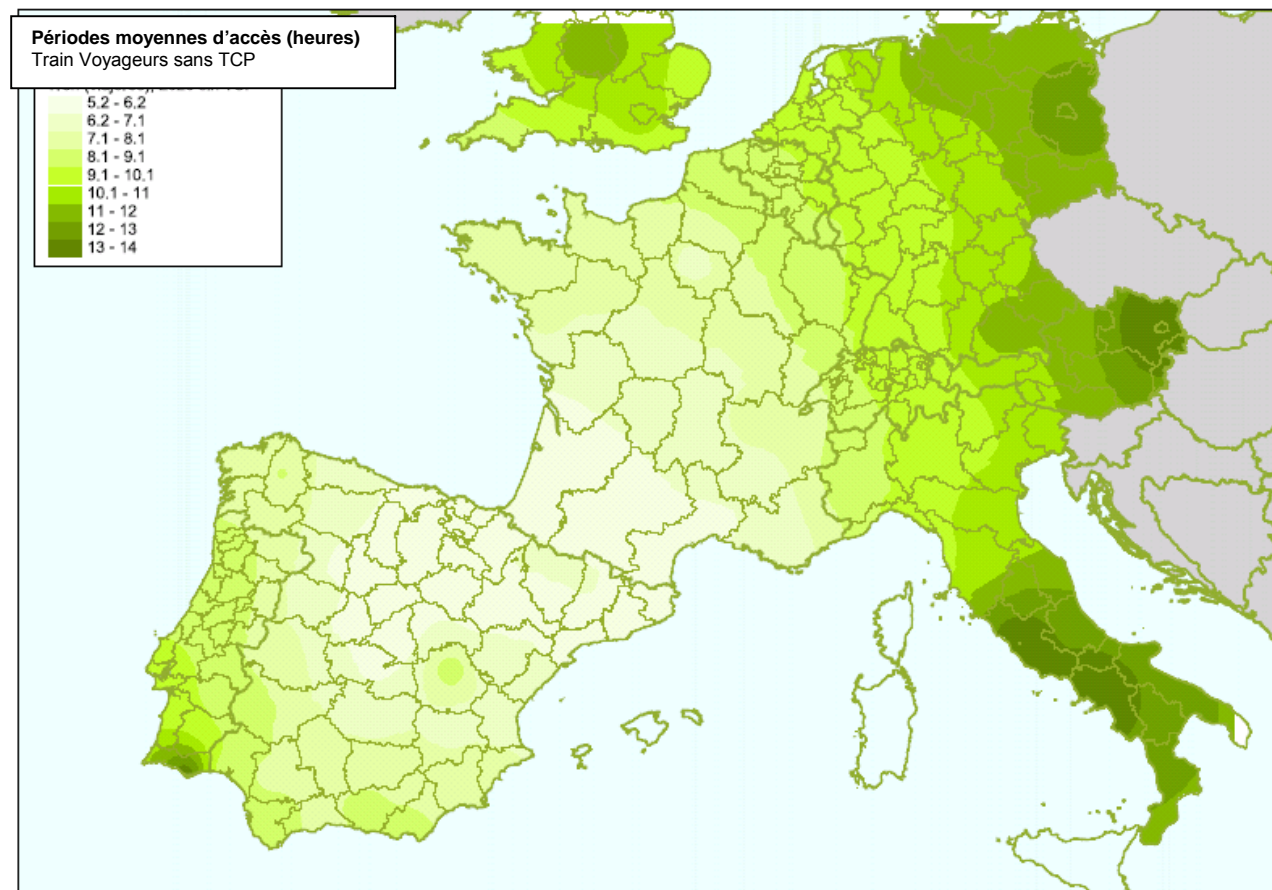 Périodes moyennes d'accès (heures)
Train Voyageurs sans TCP
5.2 - 6.2
6.2 - 7.1
7.1 - 8.1
8.1 - 9.1
9.1 - 10.1
10.1 - 11
11 - 12
12 - 13
13 - 14